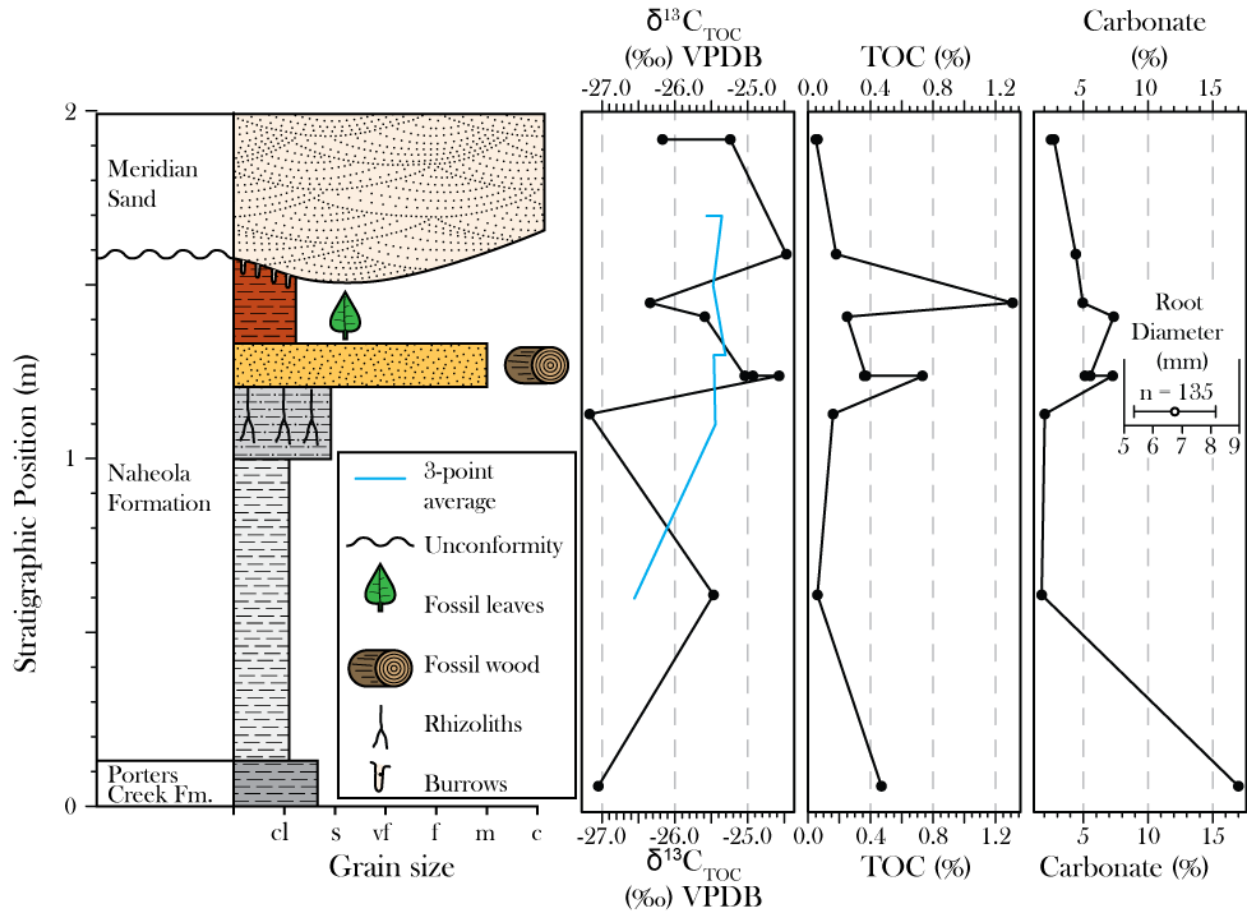 δ¹³C_TOC
(‰) VPDB
TOC (%)
Carbonate
(%)
-27.0 -26.0 -25.0
0.0 0.4 0.8 1.2
5 10 15
2
1
0
Stratigraphic Position (m)
Meridian
Sand
Naheola
Formation
Porters
Creek Fm.
3-point
average
Unconformity
Fossil leaves
Fossil wood
Rhizoliths
Burrows
Root
Diameter
(mm)
n = 135
5 6 7 8 9
cl s vf f m c
Grain size
-27.0 -26.0 -25.0
0.0 0.4 0.8 1.2
5 10 15
δ¹³C_TOC
(‰) VPDB
TOC (%)
Carbonate (%)